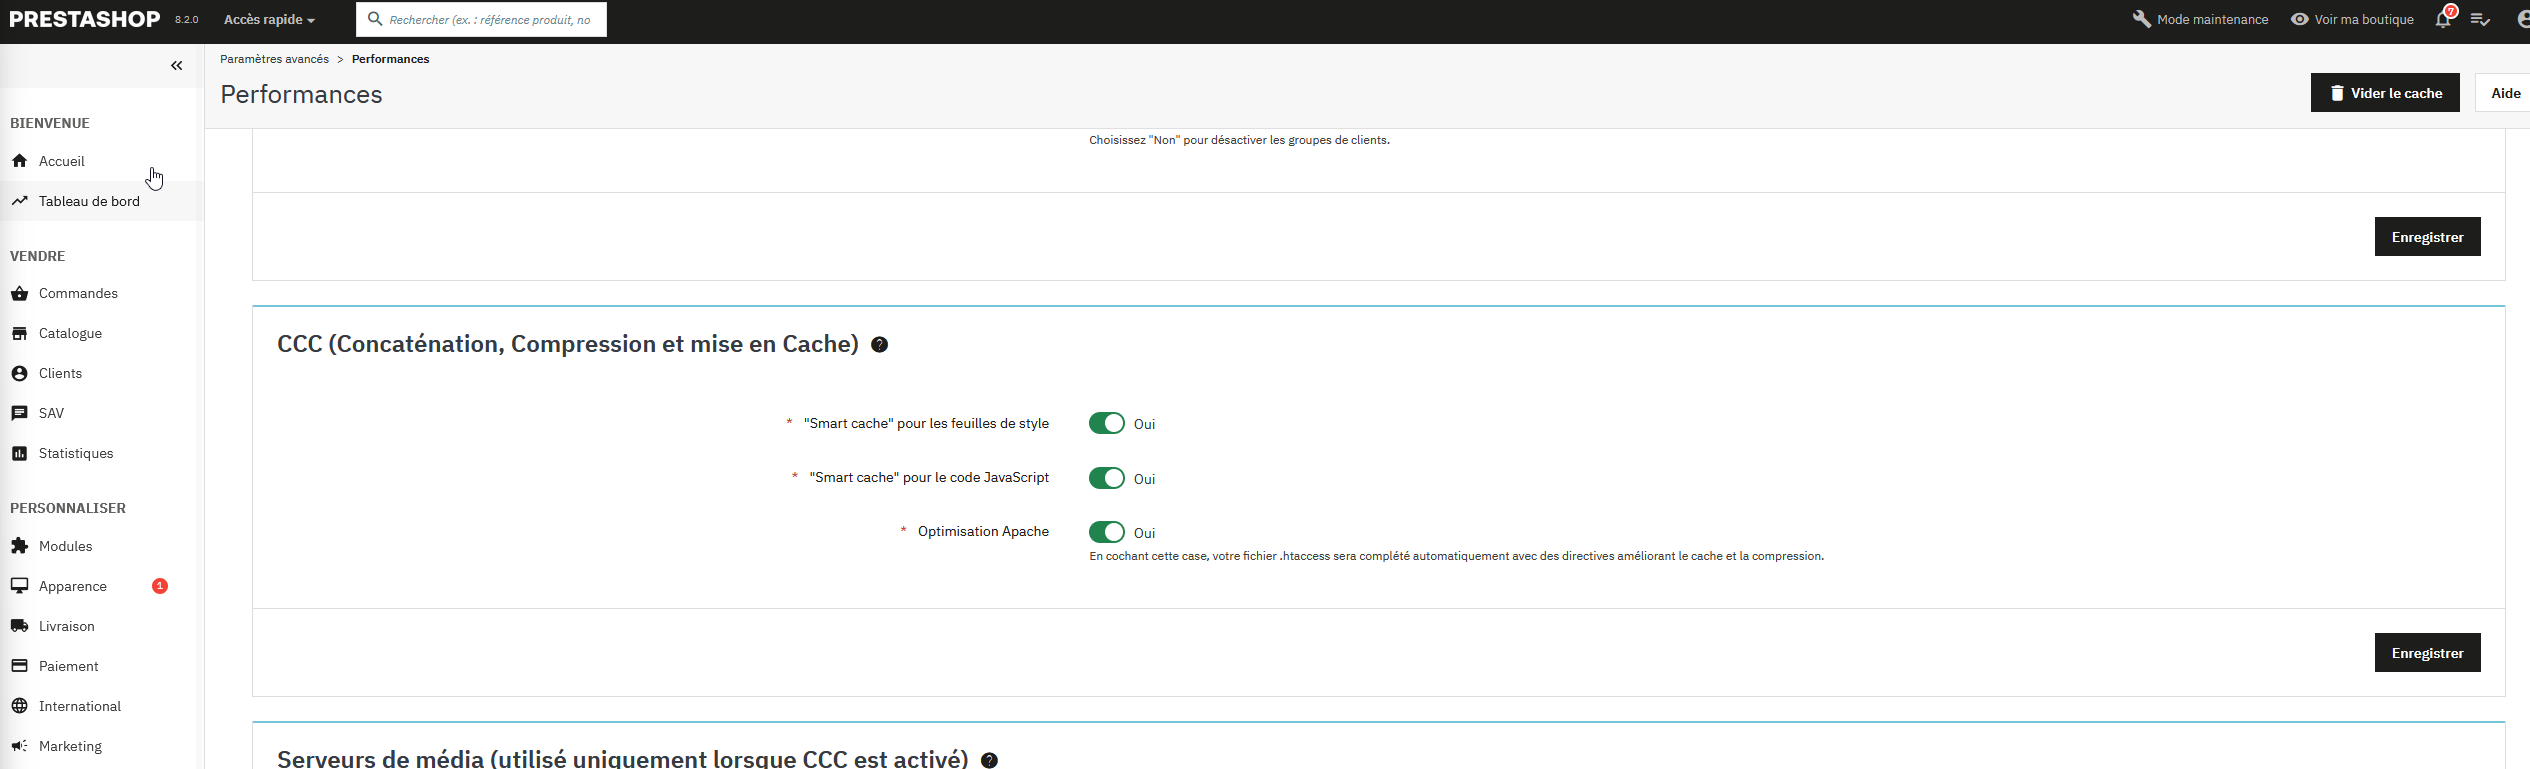 PRESTASHOP 8.2.0 Accès rapide Rechercher (ex. : référence produit, no Mode maintenance Voir ma boutique 7
Paramètres avancés > Performances
Performances
Vider le cache Aide
BIENVENUE
Accueil
Tableau de bord
VENDRE
Commandes
Catalogue
Clients
SAV
Statistiques
PERSONNALISER
Modules
Apparence 1
Livraison
Paiement
International
Marketing
Choisissez "Non" pour désactiver les groupes de clients.
Enregistrer
CCC (Concaténation, Compression et mise en Cache) ?
* "Smart cache" pour les feuilles de style Oui
* "Smart cache" pour le code JavaScript Oui
* Optimisation Apache Oui
En cochant cette case, votre fichier .htaccess sera complété automatiquement avec des directives améliorant le cache et la compression.
Enregistrer
Serveurs de média (utilisé uniquement lorsque CCC est activé) ?